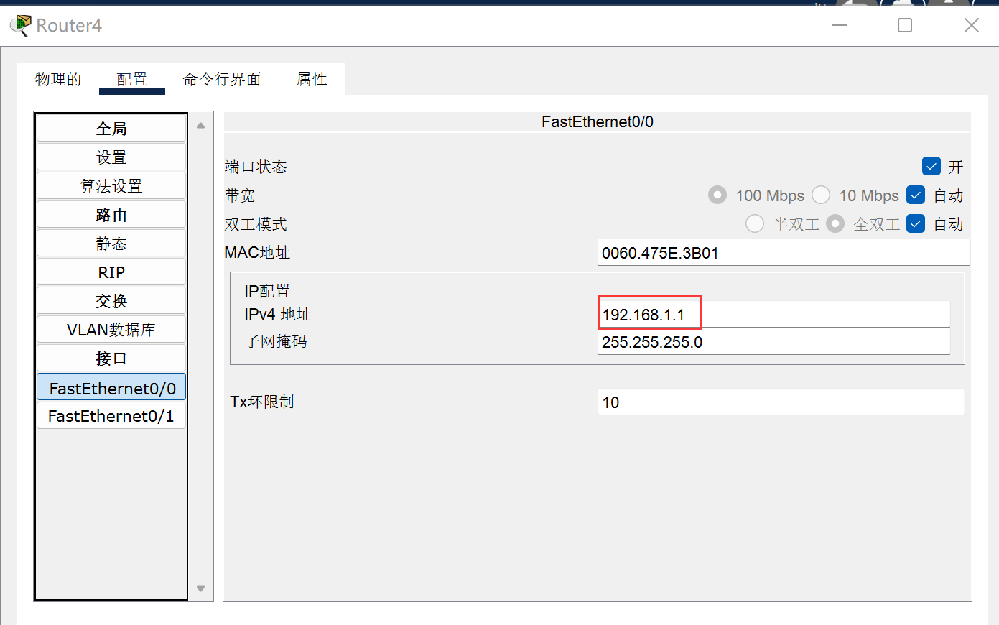 Router4
物理的 配置 命令行界面 属性
全局
设置
算法设置
路由
静态
RIP
交换
VLAN数据库
接口
FastEthernet0/0
FastEthernet0/1
FastEthernet0/0
端口状态 开
带宽 100 Mbps 10 Mbps 自动
双工模式 半双工 全双工 自动
MAC地址 0060.475E.3B01
IP配置
IPv4 地址 192.168.1.1
子网掩码 255.255.255.0
Tx环限制 10